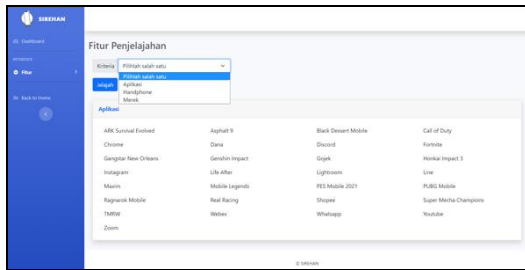 SIREHAN
Dashboard
Fitur
Back to Home
Fitur Penjelajahan
Kriteria
Pilihlah salah satu
Pilihlah salah satu
Aplikasi
Handphone
Merek
Jelajah
Aplikasi
ARK Survival Evolved Asphalt 9 Black Dessert Mobile Call of Duty
Chrome Dana Discord Fortnite
Gangstar New Orleans Genshin Impact Gojek Honkai Impact 3
Instagram Life After Lightroom Line
Maxim Mobile Legends PES Mobile 2021 PUBG Mobile
Ragnarok Mobile Real Racing Shopee Super Mecha Champions
TMRW Webex Whatsapp Youtube
Zoom
© SIREHAN